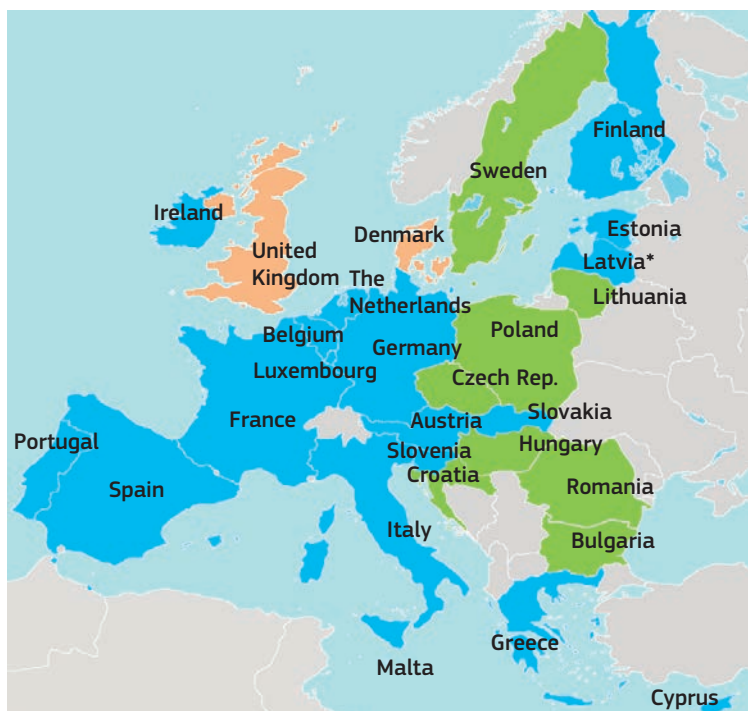 Finland
Sweden
Ireland
Estonia
Denmark
United
Kingdom
Latvia*
The
Netherlands
Lithuania
Poland
Belgium
Germany
Luxembourg
Czech Rep.
France
Austria
Slovakia
Portugal
Slovenia
Hungary
Croatia
Spain
Romania
Italy
Bulgaria
Greece
Malta
Cyprus